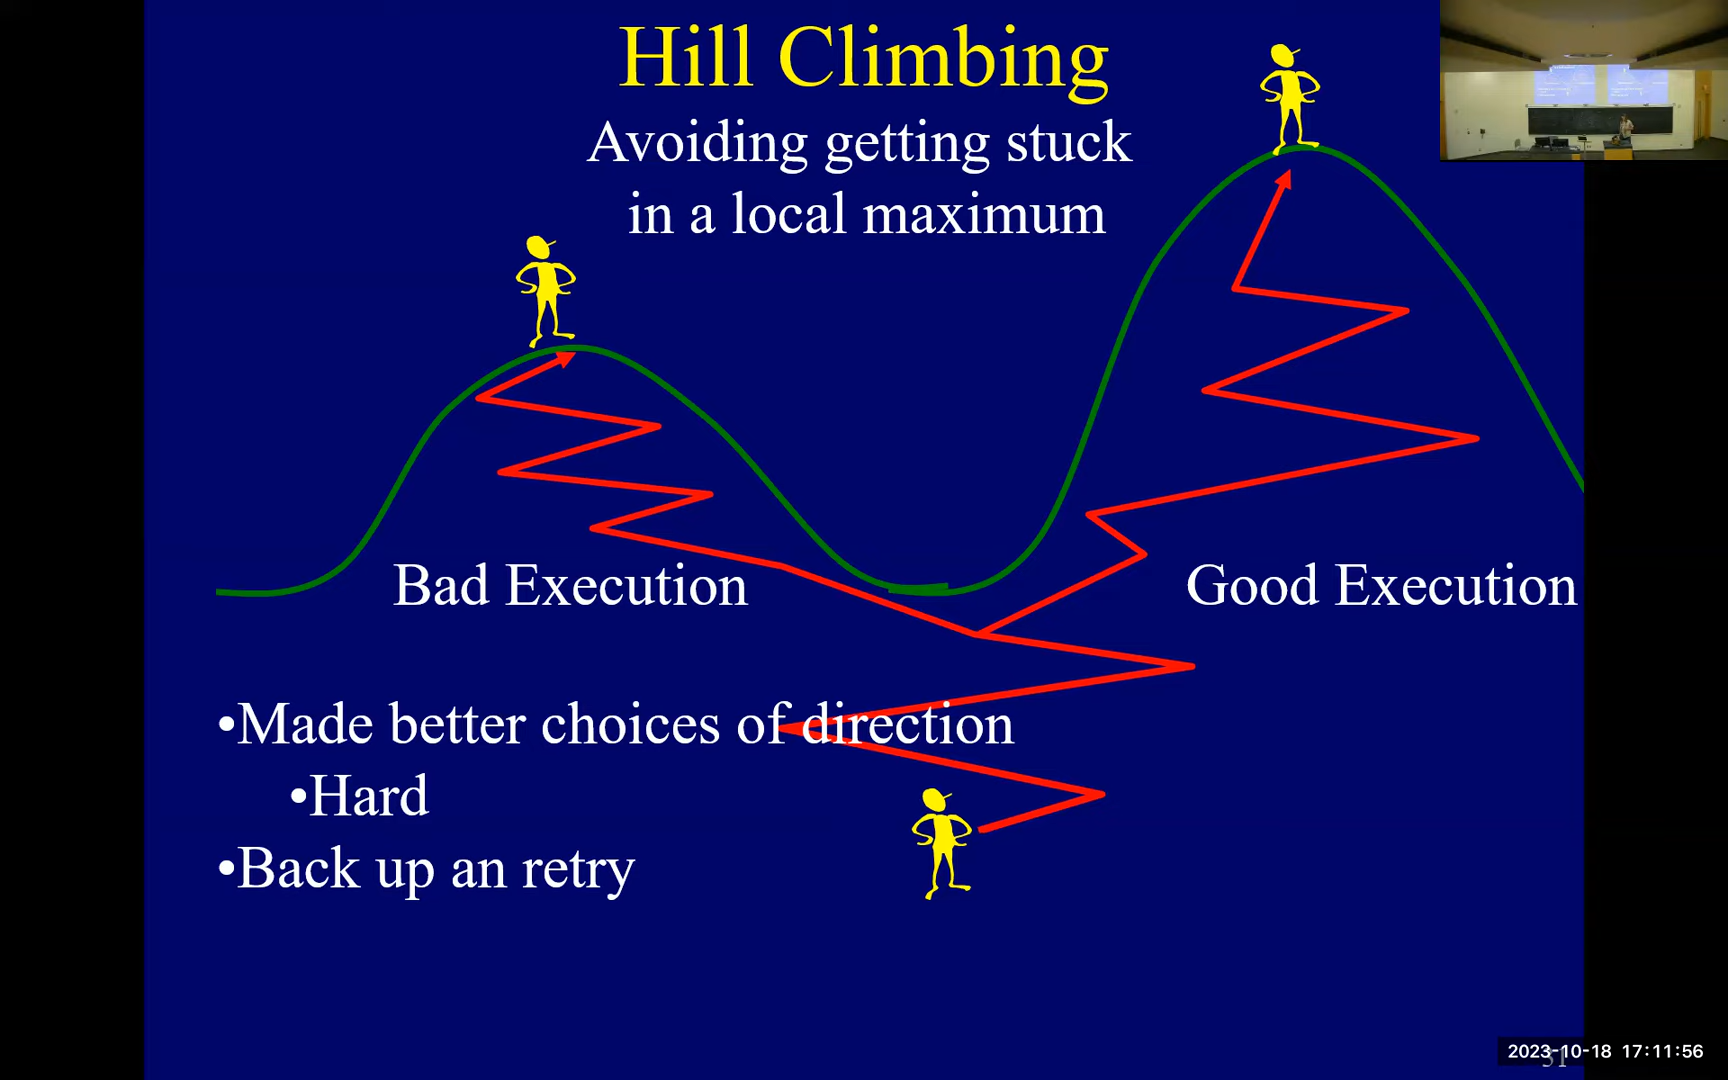 Hill Climbing
Avoiding getting stuck
in a local maximum
Bad Execution
Good Execution
•Made better choices of direction
•Hard
•Back up an retry
2023-10-18 17:11:56
31